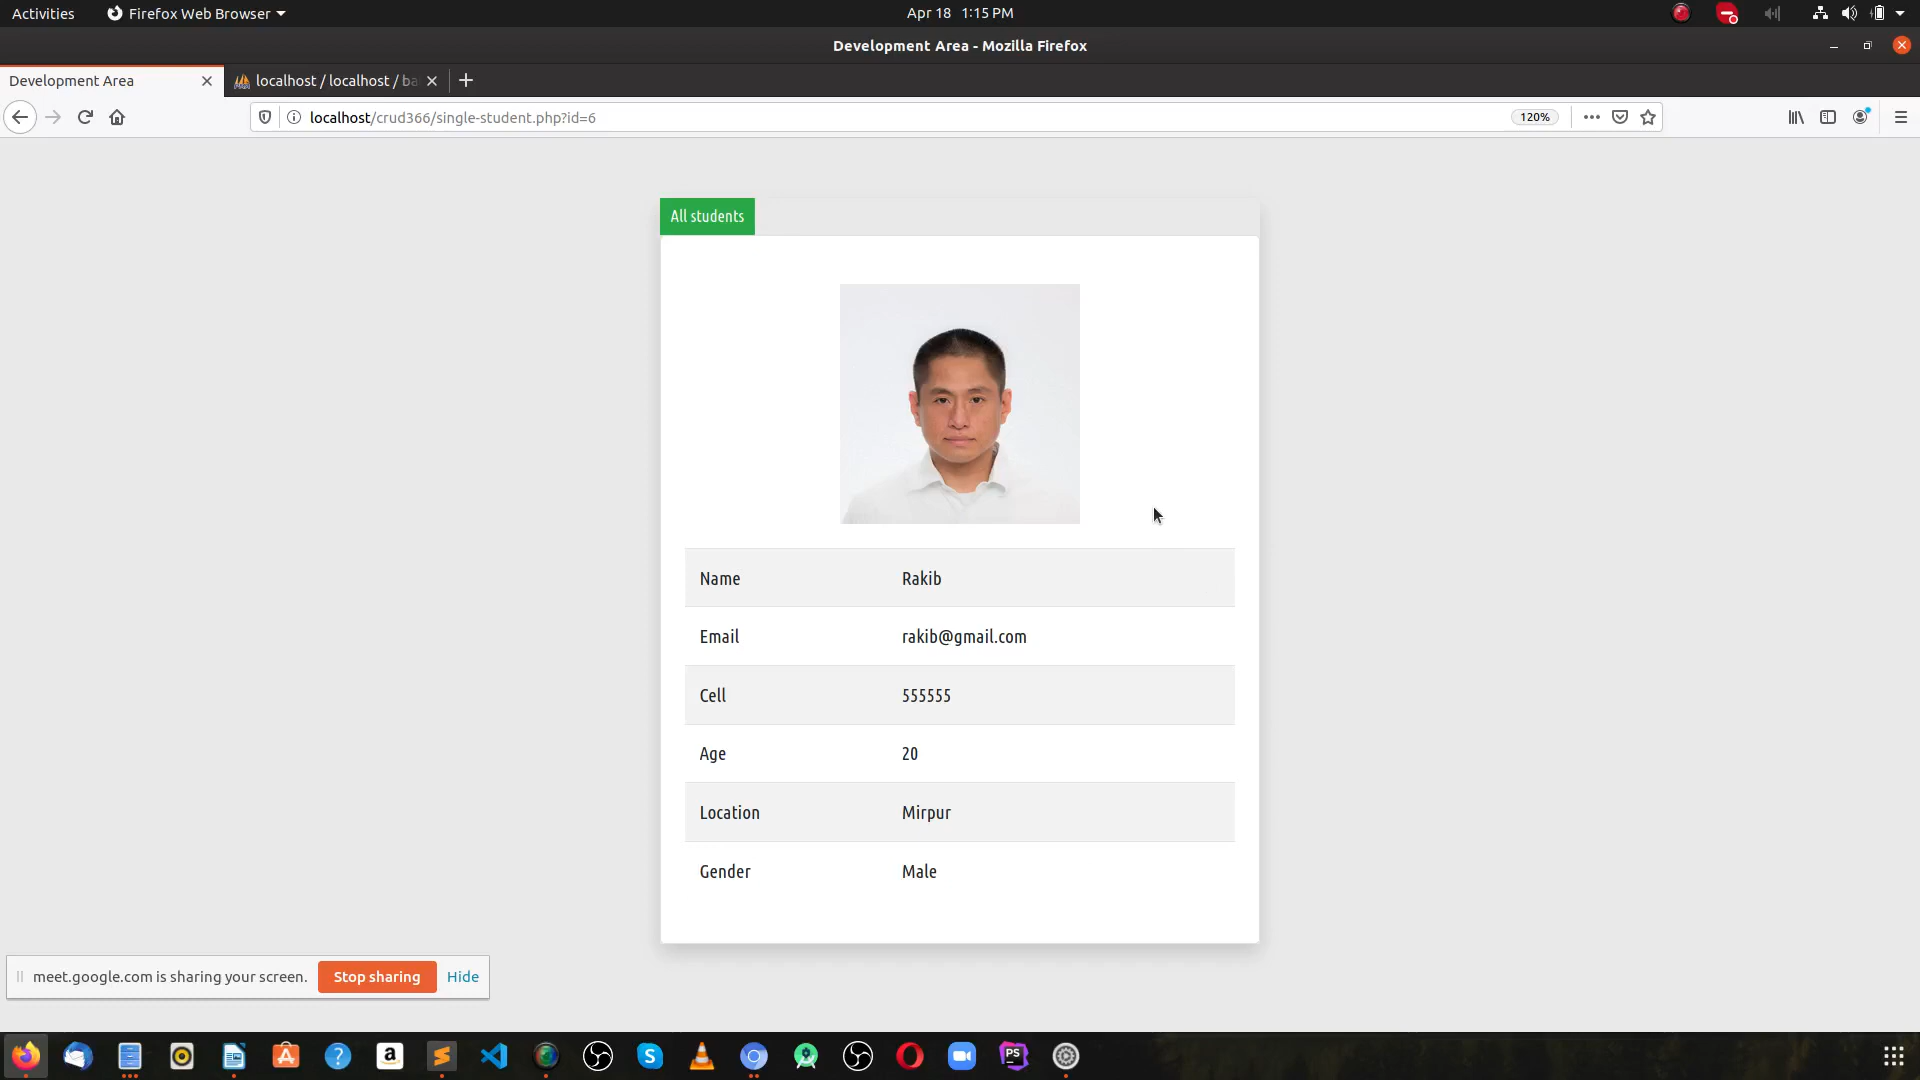 Activities Firefox Web Browser Apr 18 1:15 PM
Development Area - Mozilla Firefox
Development Area localhost / localhost / ba
localhost/crud366/single-student.php?id=6 120%
All students
Name Rakib
Email rakib@gmail.com
Cell 555555
Age 20
Location Mirpur
Gender Male
meet.google.com is sharing your screen. Stop sharing Hide
? a S PS